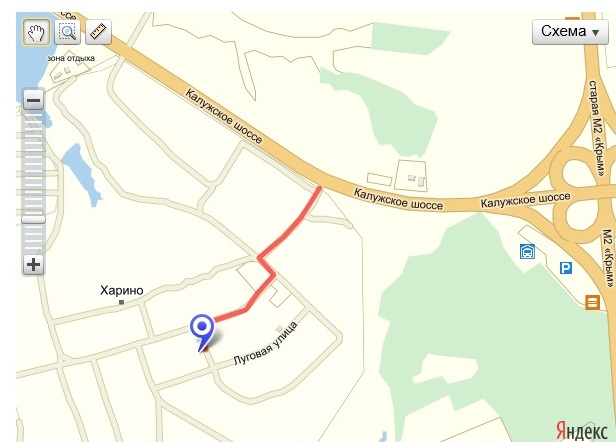 Схема
зона отдыха
Калужское шоссе
старая М2 «Крым»
Калужское шоссе
Калужское шоссе
М2 «Крым»
P
Харино
Луговая улица
Яндекс